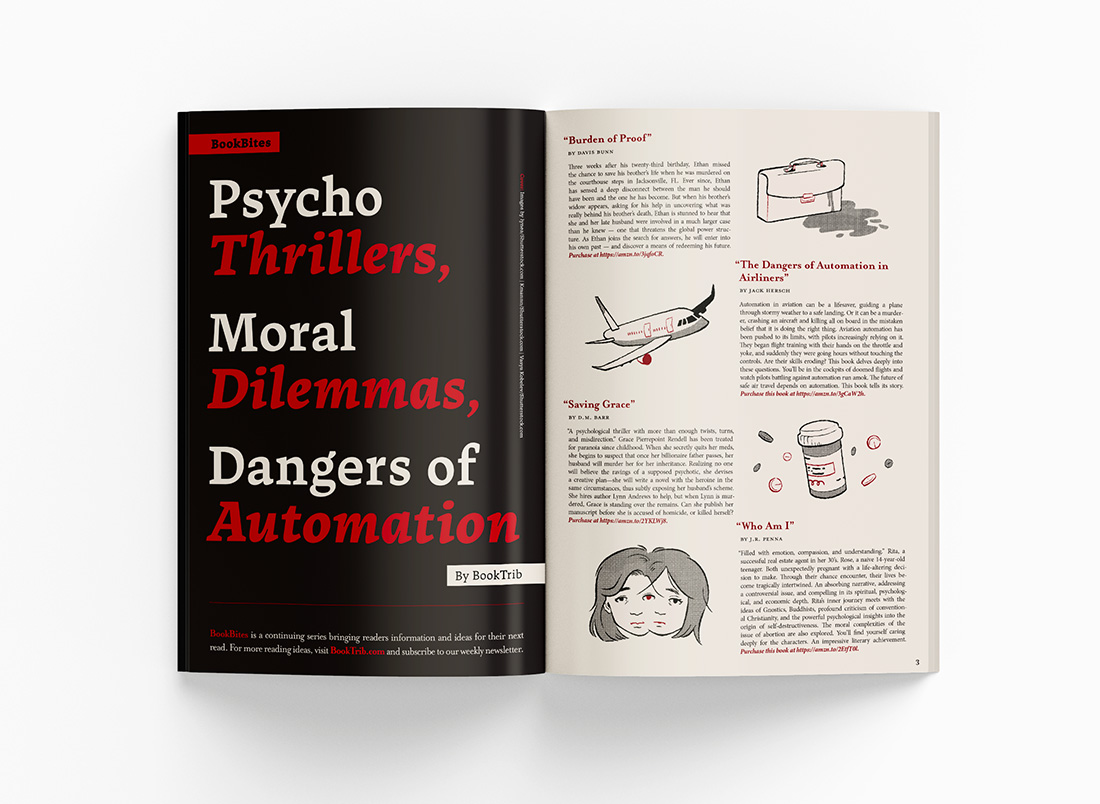 BookBites
Psycho
Thrillers,
Moral
Dilemmas,
Dangers of
Automation
By BookTrib
BookBites is a continuing series bringing readers information and ideas for their next
read. For more reading ideas, visit BookTrib.com and subscribe to our weekly newsletter.
Images by
Shutterstock.com
“Burden of Proof”
BY DAVIS BUNN
Three weeks after his twenty-third birthday, Ethan missed
the chance to save his brother's life when he was murdered on
the courthouse steps in Jacksonville, FL. Ever since, Ethan
has sensed a deep disconnect between the man he should
have been and the one he has become. But when his brother's
widow appears, asking for his help in uncovering what was
really behind his brother's death, Ethan is stunned to hear that
she and her late husband were involved in a much larger case
than he knew — one that threatens the global power struc-
ture. As Ethan joins the search for answers, he will enter into
his own past — and discover a means of redeeming his future.
Purchase at
“The Dangers of Automation in
Airliners”
BY JACK HERSCH
Automation in aviation can be a lifesaver, guiding a plane
through stormy weather to a safe landing. Or it can be a murder-
er, crashing an aircraft and killing all on board in the mistaken
belief that it is doing the right thing. Aviation automation has
been pushed to its limits, with pilots increasingly relying on it.
They began flight training with their hands on the throttle and
yoke, and suddenly they were going hours without touching the
controls. Are their skills eroding? This book delves deeply into
these questions. You'll be in the cockpits of doomed flights and
watch pilots battling against automation run amok. The future of
safe air travel depends on automation. This book tells its story.
Purchase this book at https://amzn.to/3gCaW2b.
“Saving Grace”
BY D.M. BARR
“A psychological thriller with more than enough twists, turns,
and misdirection.” Grace Pierrepoint Rendell has been treated
for paranoia since childhood. When she secretly quits her meds,
she begins to suspect that once her billionaire father passes, her
husband will murder her for her inheritance. Realizing no one
will believe the ravings of a supposed psychotic, she devises
a creative plan—she will write a novel with the heroine in the
same circumstances, thus subtly exposing her husband's scheme.
She hires author Lynn Andrews to help, but when Lynn is mur-
dered, Grace is standing over the remains. Can she publish her
manuscript before she is accused of homicide, or killed herself?
Purchase at https://amzn.to/2YKLWj8.
“Who Am I”
BY J.R. PENNA
“Filled with emotion, compassion, and understanding.” Rita, a
successful real estate agent in her 30's. Rose, a naive 14-year-old
teenager. Both unexpectedly pregnant with a life-altering deci-
sion to make. Through their chance encounter, their lives be-
come tragically intertwined. An absorbing narrative, addressing
a controversial issue, and compelling in its spiritual, psycholog-
ical, and economic depth. Rita's inner journey meets with the
ideas of Gnostics, Buddhists, profound criticism of convention-
al Christianity, and the powerful psychological insights into the
origin of self-destructiveness. The moral complexities of the
issue of abortion are also explored. You'll find yourself caring
deeply for the characters. An impressive literary achievement.
Purchase this book at
3